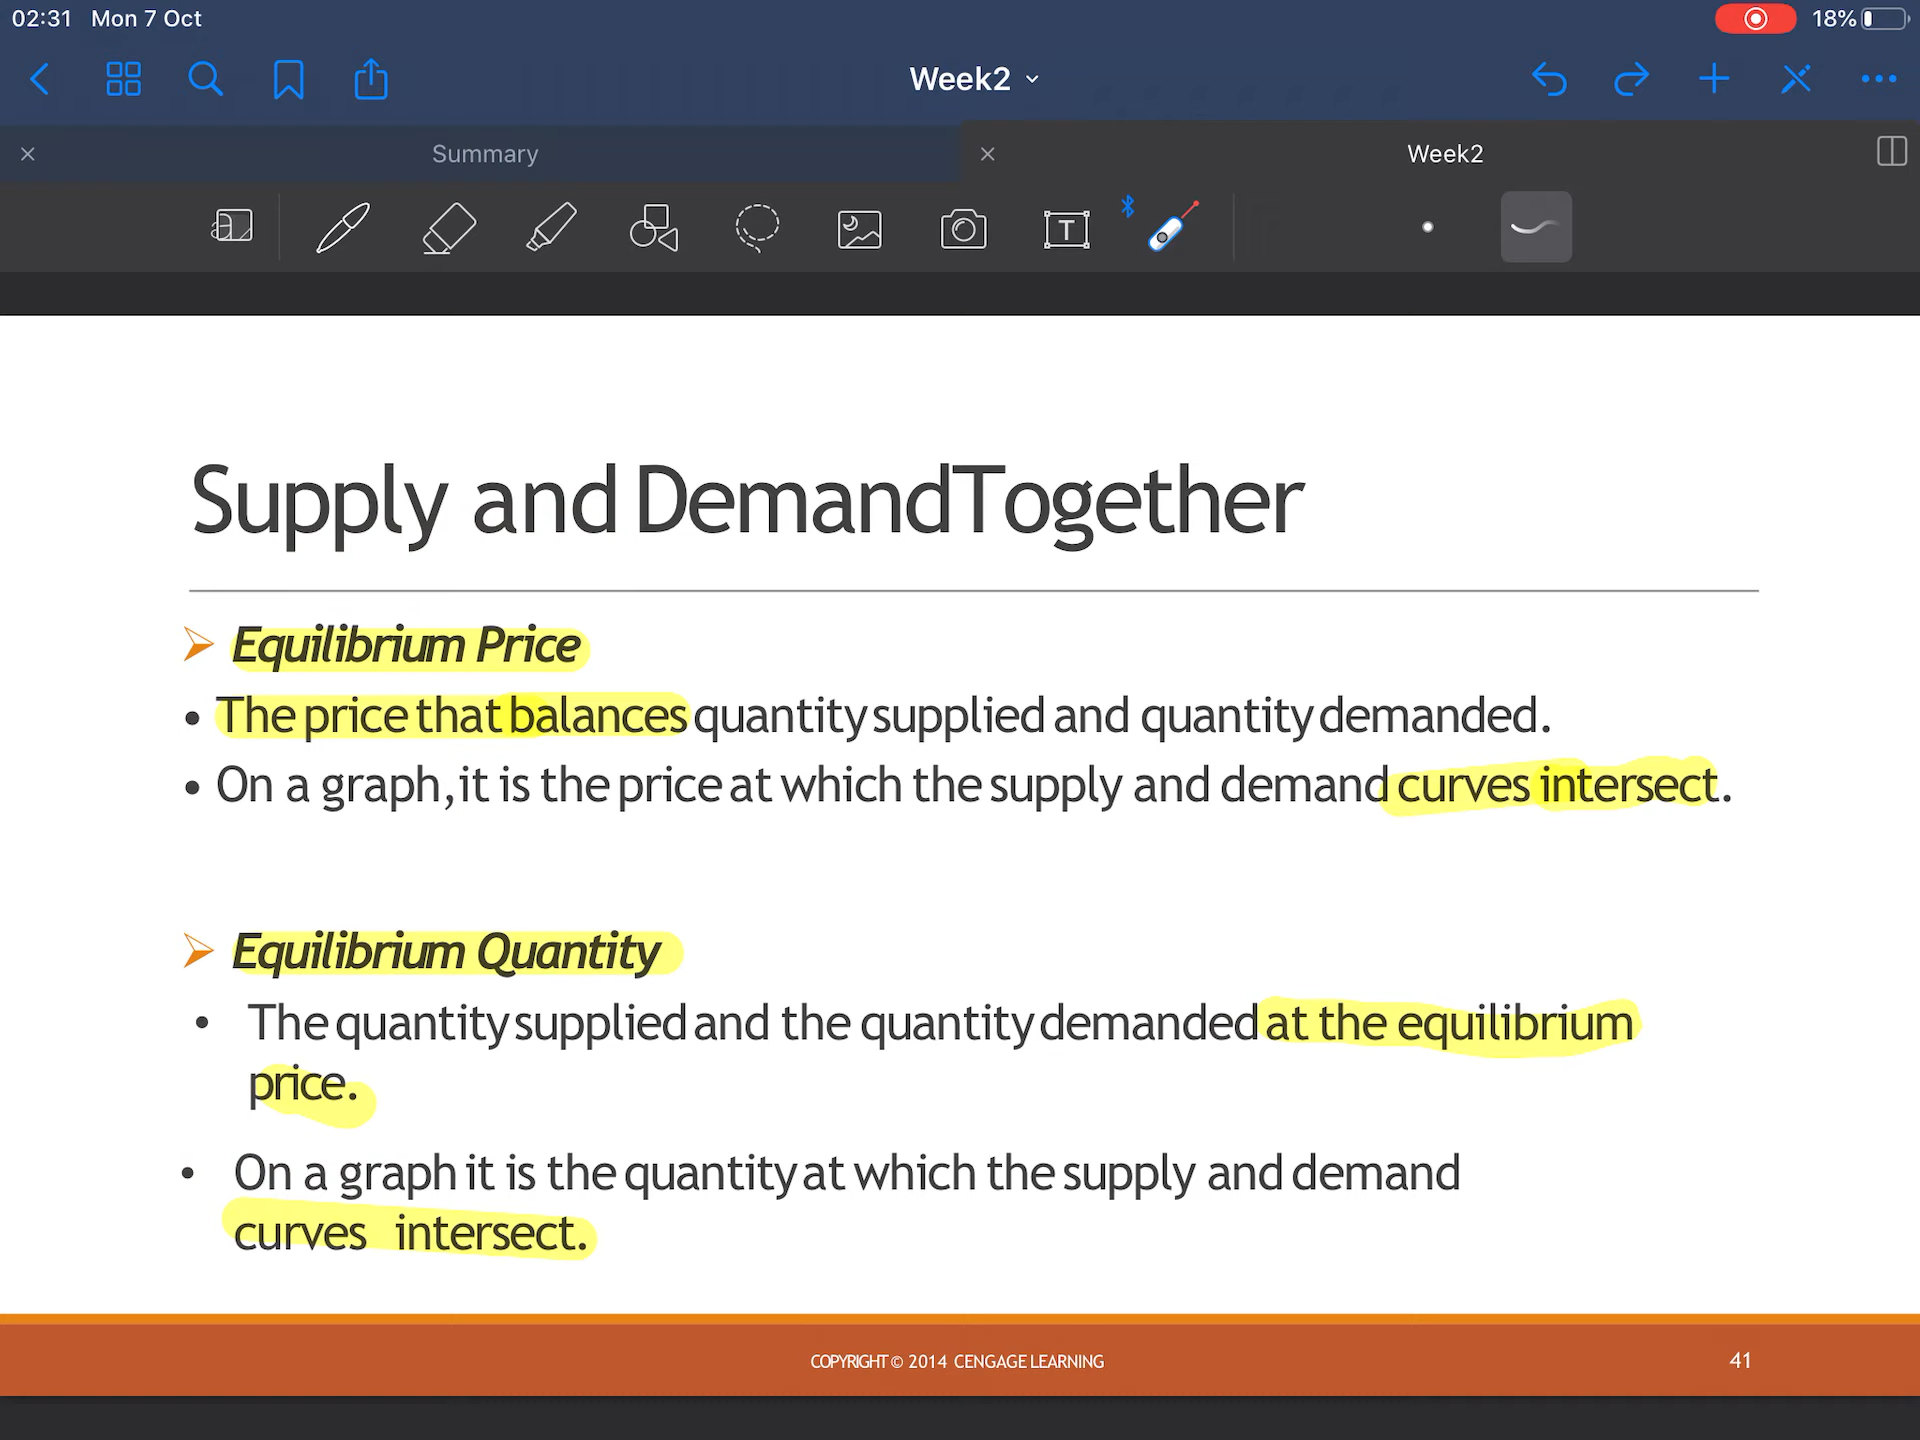 02:31 Mon 7 Oct
18%
Week2
Summary
Week2
T
Supply and Demand Together
Equilibrium Price
• The price that balances quantity supplied and quantity demanded.
• On a graph, it is the price at which the supply and demand curves intersect.
Equilibrium Quantity
• The quantity supplied and the quantity demanded at the equilibrium
price.
• On a graph it is the quantity at which the supply and demand
curves intersect.
COPYRIGHT © 2014 CENGAGE LEARNING
41